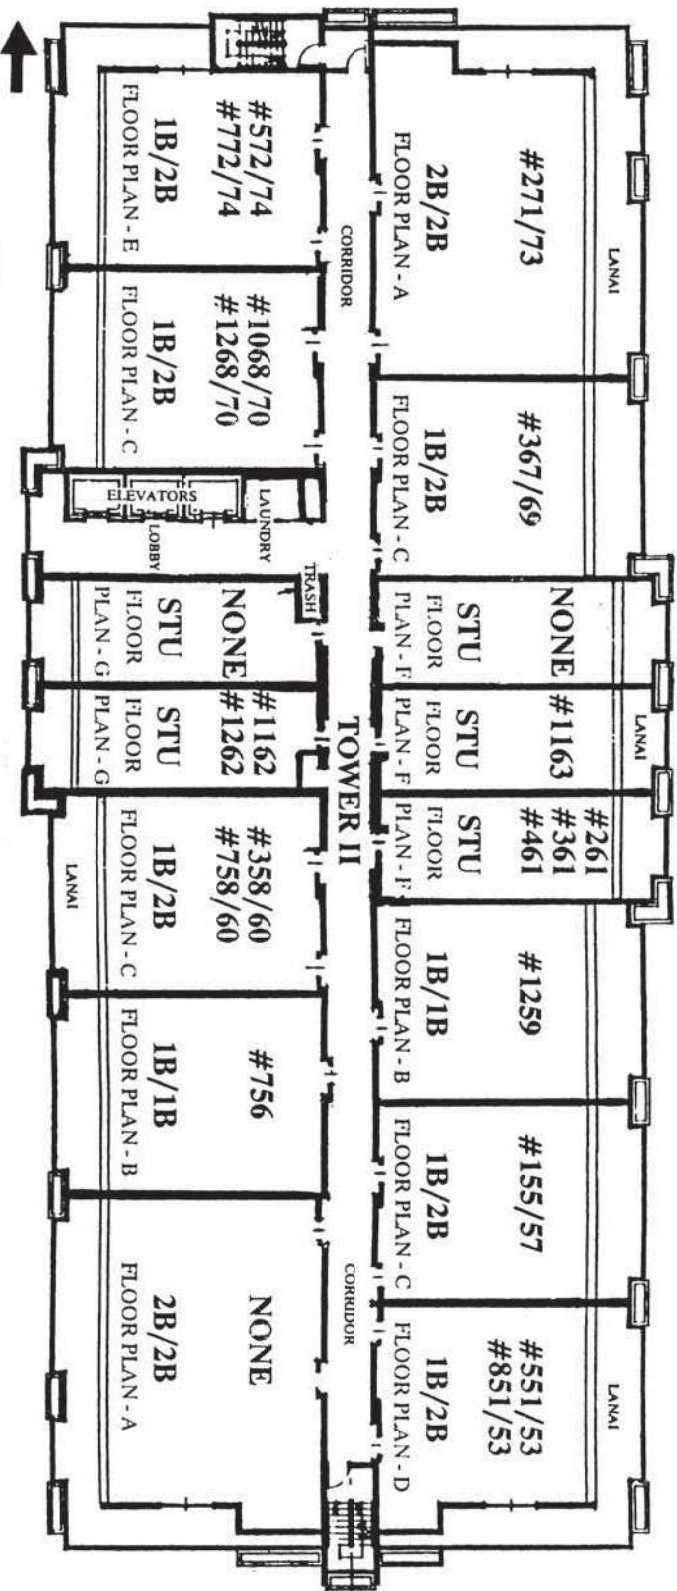 #271/73
2B/2B
FLOOR PLAN - A
LANAI
#367/69
1B/2B
FLOOR PLAN - C
NONE
STU
FLOOR
PLAN - F
#1163
STU
FLOOR
PLAN - F
LANAI
#261
#361
#461
STU
FLOOR
PLAN - F
#1259
1B/1B
FLOOR PLAN - B
#155/57
1B/2B
FLOOR PLAN - C
#551/53
#851/53
1B/2B
FLOOR PLAN - D
LANAI
CORRIDOR
TOWER II
CORRIDOR
#572/74
#772/74
1B/2B
FLOOR PLAN - E
#1068/70
#1268/70
1B/2B
FLOOR PLAN - C
ELEVATORS
LOBBY
LAUNDRY
TRASH
NONE
STU
FLOOR
PLAN - G
#1162
#1262
STU
FLOOR
PLAN - G
#358/60
#758/60
1B/2B
FLOOR PLAN - C
LANAI
#756
1B/1B
FLOOR PLAN - B
NONE
2B/2B
FLOOR PLAN - A